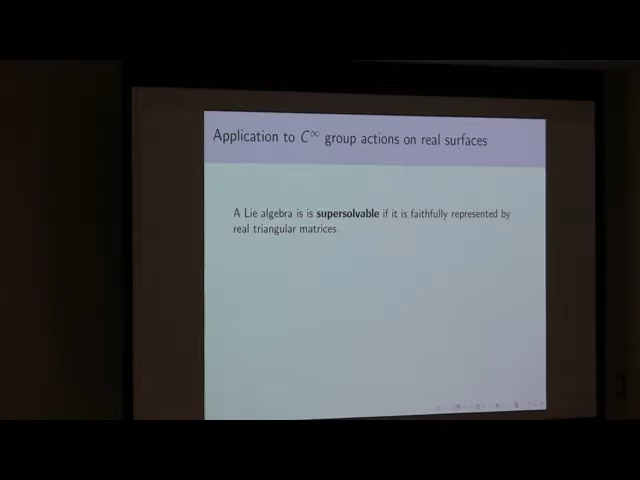 Application to C∞ group actions on real surfaces
A Lie algebra is is supersolvable if it is faithfully represented by
real triangular matrices